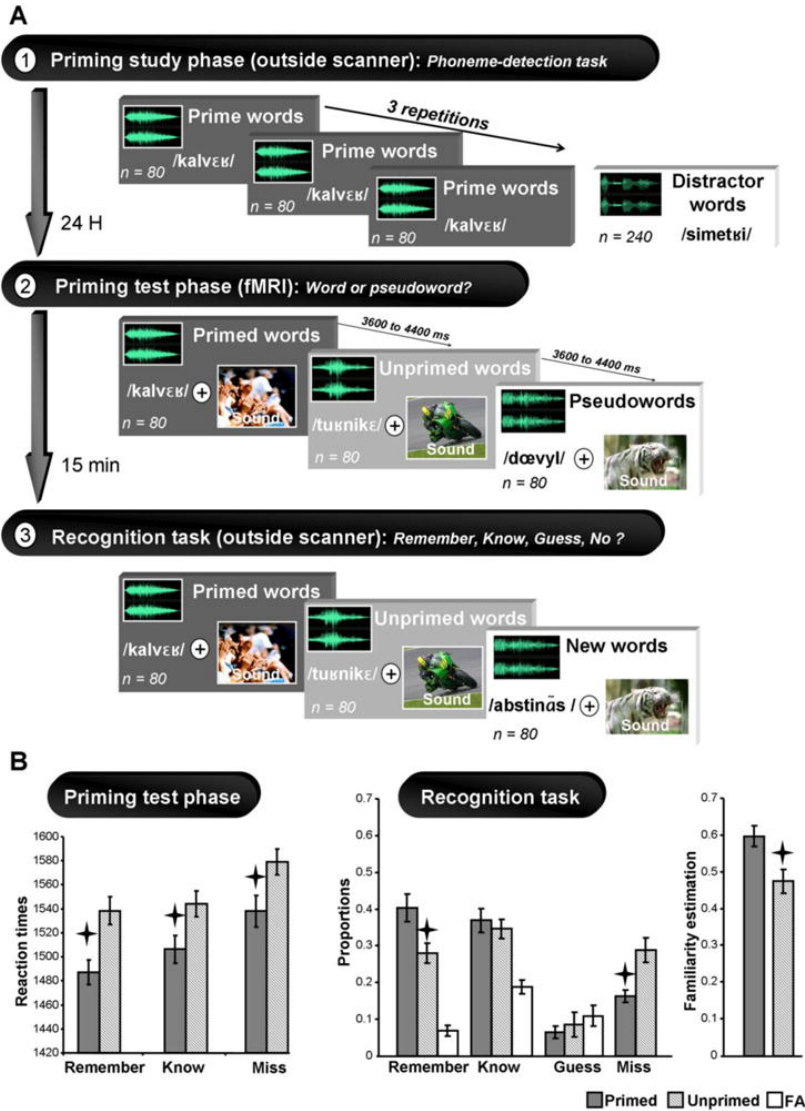 A
1 Priming study phase (outside scanner): Phoneme-detection task
3 repetitions
Prime words
/kalvɛʁ/
n = 80
Prime words
/kalvɛʁ/
n = 80
Prime words
/kalvɛʁ/
n = 80
Distractor
words
n = 240 /simetʁi/
24 H
2 Priming test phase (fMRI): Word or pseudoword?
3600 to 4400 ms
3600 to 4400 ms
Primed words
/kalvɛʁ/ +
Sound
n = 80
Unprimed words
/tuʁnikɛ/ +
Sound
n = 80
Pseudowords
/dœvyl/ +
Sound
n = 80
15 min
3 Recognition task (outside scanner): Remember, Know, Guess, No ?
Primed words
/kalvɛʁ/ +
Sound
n = 80
Unprimed words
/tuʁnikɛ/ +
Sound
n = 80
New words
/abstinɑ̃s / +
Sound
n = 80
B
Priming test phase
Reaction times
1600
1580
1560
1540
1520
1500
1480
1460
1440
1420
Remember Know Miss
Recognition task
Proportions
0.7
0.6
0.5
0.4
0.3
0.2
0.1
0
Remember Know Guess Miss
Familiarity estimation
0.7
0.6
0.5
0.4
0.3
0.2
0.1
0
Primed Unprimed FA